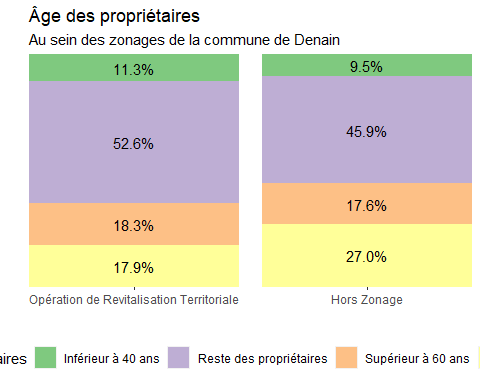 Âge des propriétaires
Au sein des zonages de la commune de Denain
11.3%
9.5%
52.6%
45.9%
18.3%
17.6%
17.9%
27.0%
Opération de Revitalisation Territoriale
Hors Zonage
aires Inférieur à 40 ans Reste des propriétaires Supérieur à 60 ans